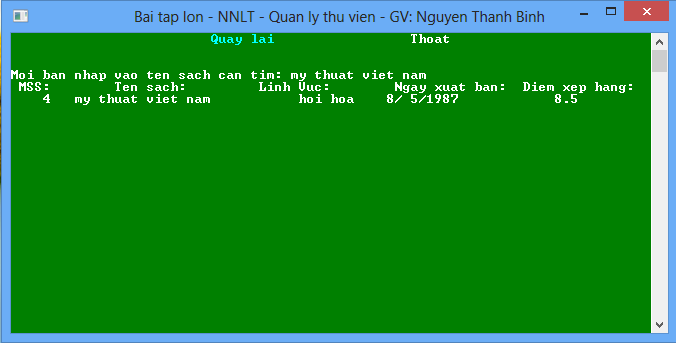 Bai tap lon - NNLT - Quan ly thu vien - GV: Nguyen Thanh Binh
Quay lai Thoat
Moi ban nhap vao ten sach can tim: my thuat viet nam
MSS: Ten sach: Linh Vuc: Ngay xuat ban: Diem xep hang:
4 my thuat viet nam hoi hoa 8/ 5/1987 8.5